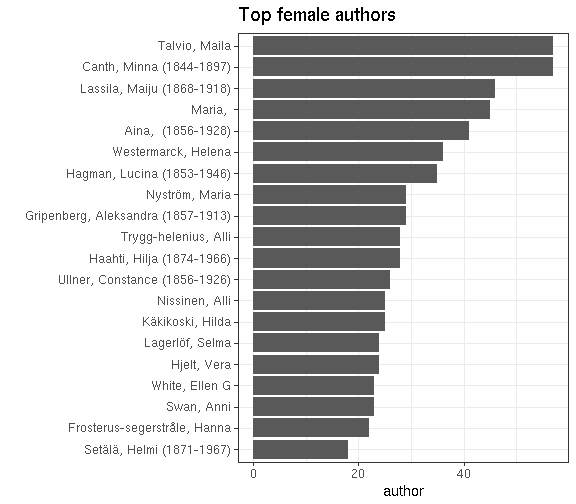 Top female authors
Talvio, Maila
Canth, Minna (1844-1897)
Lassila, Maiju (1868-1918)
Maria,
Aina, (1856-1928)
Westermarck, Helena
Hagman, Lucina (1853-1946)
Nyström, Maria
Gripenberg, Aleksandra (1857-1913)
Trygg-helenius, Alli
Haahti, Hilja (1874-1966)
Ullner, Constance (1856-1926)
Nissinen, Alli
Käkikoski, Hilda
Lagerlöf, Selma
Hjelt, Vera
White, Ellen G
Swan, Anni
Frosterus-segerstråle, Hanna
Setälä, Helmi (1871-1967)
0 20 40
author